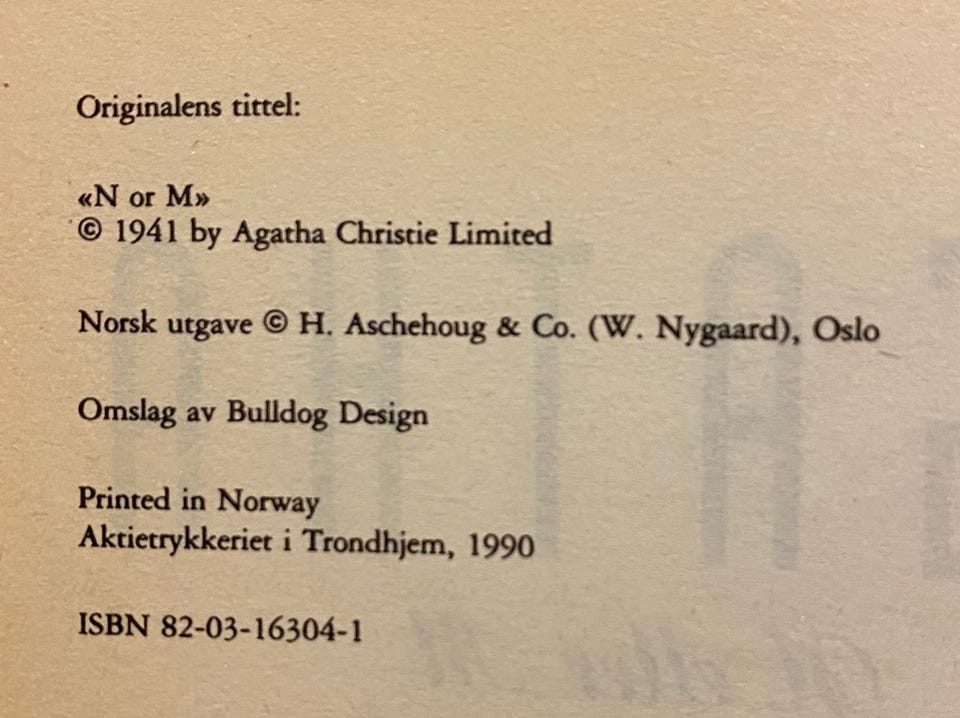 Originalens tittel:
«N or M»
© 1941 by Agatha Christie Limited
Norsk utgave © H. Aschehoug & Co. (W. Nygaard), Oslo
Omslag av Bulldog Design
Printed in Norway
Aktietrykkeriet i Trondhjem, 1990
ISBN 82-03-16304-1